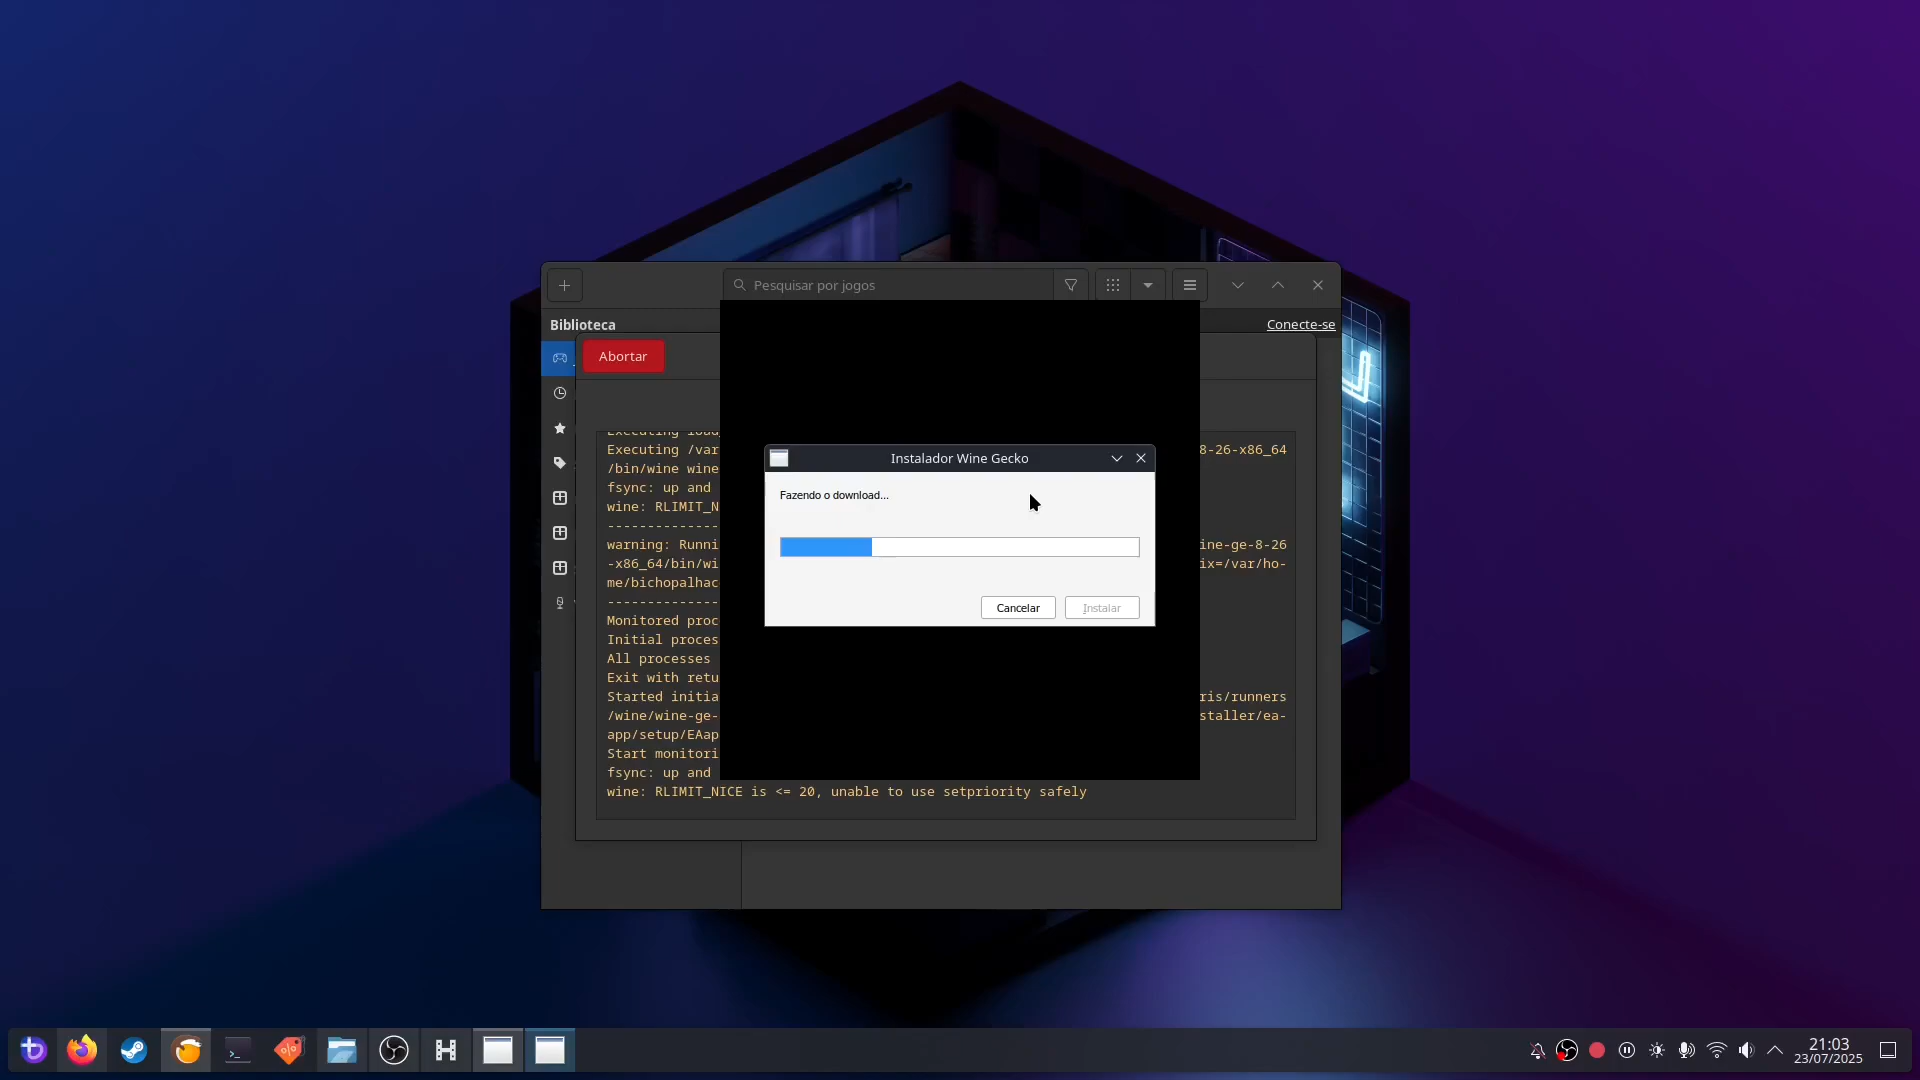 Pesquisar por jogos
Biblioteca
Conecte-se
Abortar
Executing /var
8-26-x86_64
/bin/wine wine
fsync: up and
wine: RLIMIT_N
warning: Runni
ine-ge-8-26
-x86_64/bin/wi
ix=/var/ho-
me/bichopalhac
Monitored proc
Initial proces
All processes
Exit with retu
Started initia
ris/runners
/wine/wine-ge-
staller/ea-
app/setup/EAap
Start monitori
fsync: up and
wine: RLIMIT_NICE is <= 20, unable to use setpriority safely
Instalador Wine Gecko
Fazendo o download...
Cancelar
Instalar
21:03
23/07/2025